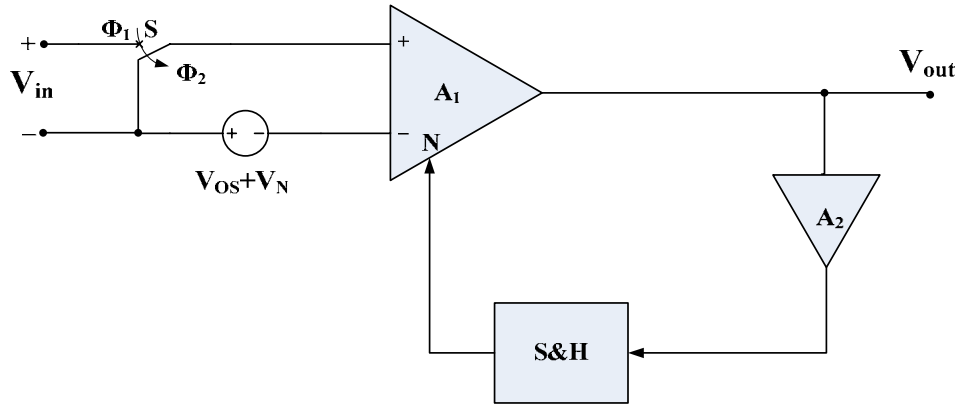 Φ1 S
+ +
Φ2
Vin
Vout
A1
− + − −
N
VOS+VN
A2
S&H